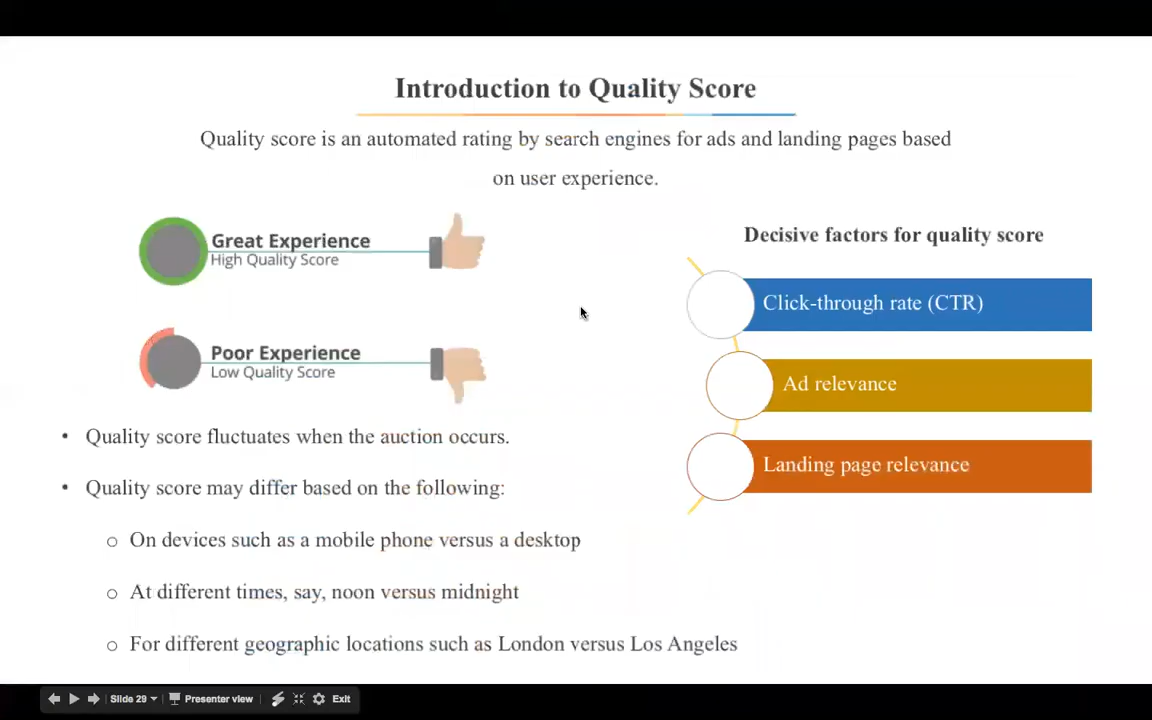 Introduction to Quality Score
Quality score is an automated rating by search engines for ads and landing pages based
on user experience.
Great Experience
High Quality Score
Poor Experience
Low Quality Score
• Quality score fluctuates when the auction occurs.
• Quality score may differ based on the following:
o On devices such as a mobile phone versus a desktop
o At different times, say, noon versus midnight
o For different geographic locations such as London versus Los Angeles
Decisive factors for quality score
Click-through rate (CTR)
Ad relevance
Landing page relevance
Slide 29 Presenter view Exit